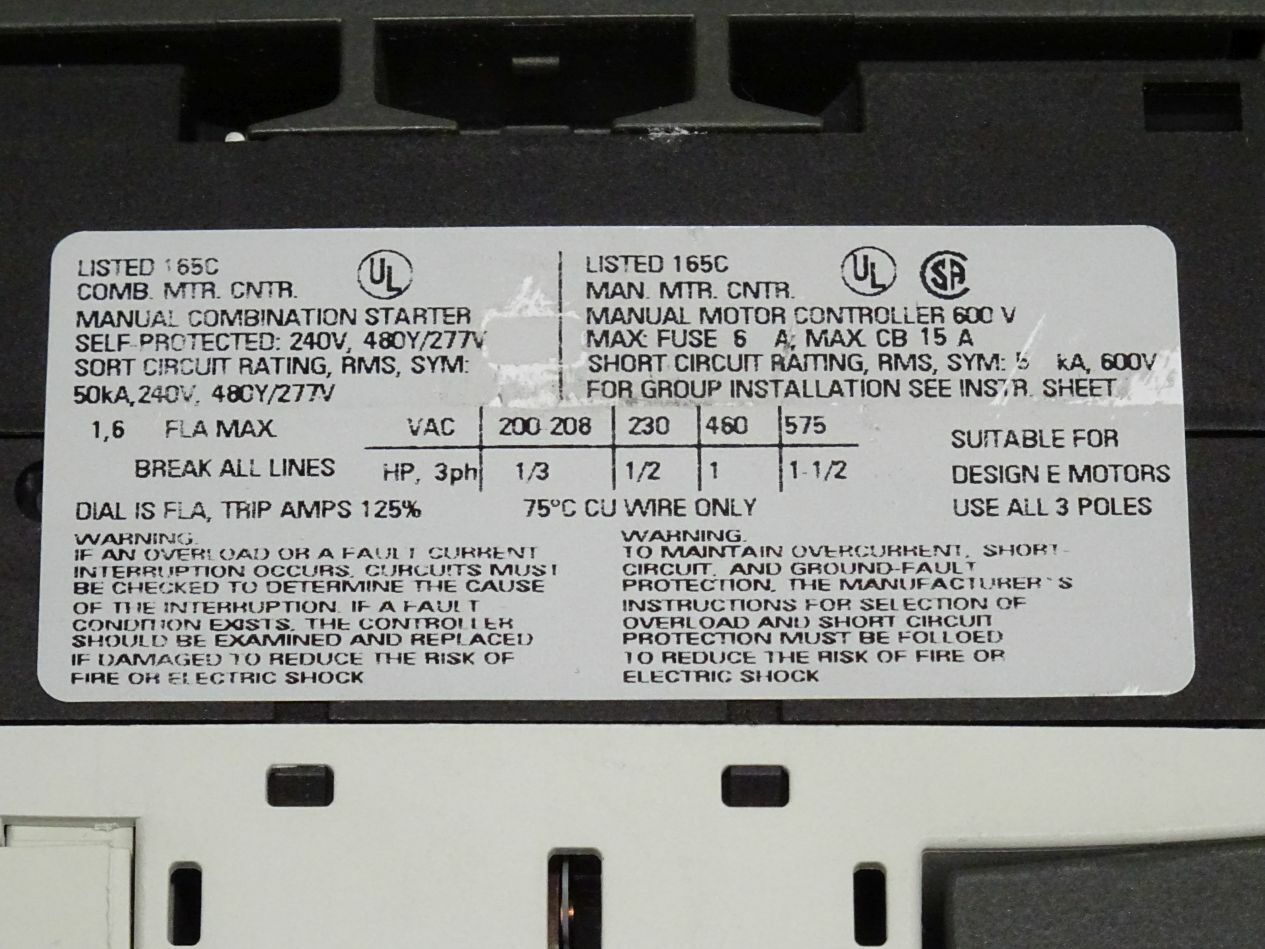 LISTED 165C UL
COMB. MTR. CNTR.
MANUAL COMBINATION STARTER
SELF-PROTECTED: 240V, 480Y/277V
SORT CIRCUIT RATING, RMS, SYM:
50kA, 240V, 480Y/277V
LISTED 165C UL SA
MAN. MTR. CNTR.
MANUAL MOTOR CONTROLLER 600 V
MAX: FUSE 6 A; MAX. CB 15 A
SHORT CIRCUIT RAITING, RMS, SYM: 5 kA, 600V
FOR GROUP INSTALLATION SEE INSTR. SHEET
1,6 FLA MAX.
BREAK ALL LINES
VAC 200-208 230 460 575
HP, 3ph 1/3 1/2 1 1-1/2
SUITABLE FOR
DESIGN E MOTORS
USE ALL 3 POLES
DIAL IS FLA, TRIP AMPS 125% 75°C CU WIRE ONLY
WARNING.
IF AN OVERLOAD OR A FAULT CURRENT
INTERRUPTION OCCURS, CURCUITS MUST
BE CHECKED TO DETERMINE THE CAUSE
OF THE INTERRUPTION. IF A FAULT
CONDITION EXISTS, THE CONTROLLER
SHOULD BE EXAMINED AND REPLACED
IF DAMAGED TO REDUCE THE RISK OF
FIRE OR ELECTRIC SHOCK
WARNING.
TO MAINTAIN OVERCURRENT, SHORT-
CIRCUIT, AND GROUND-FAULT
PROTECTION, THE MANUFACTURER`S
INSTRUCTIONS FOR SELECTION OF
OVERLOAD AND SHORT CIRCUIT
PROTECTION MUST BE FOLLOED
TO REDUCE THE RISK OF FIRE OR
ELECTRIC SHOCK